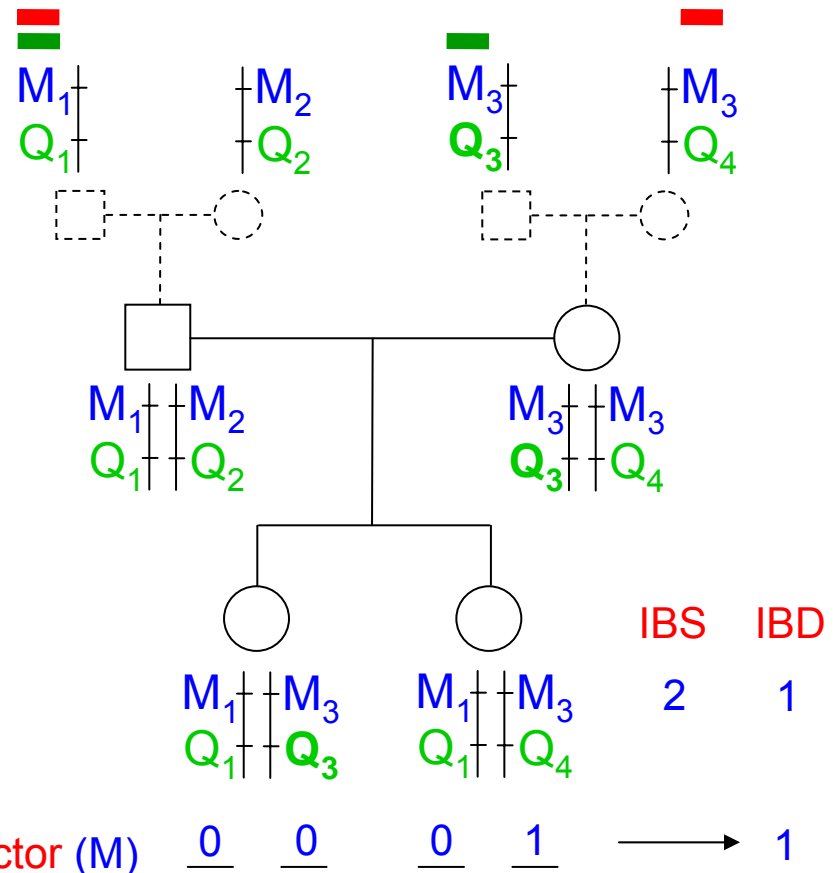 M1 M2 M3 M3
Q1 Q2 Q3 Q4
M1 M2 M3 M3
Q1 Q2 Q3 Q4
IBS IBD
M1 M3 M1 M3 2 1
Q1 Q3 Q1 Q4
ctor (M) 0 0 0 1 1